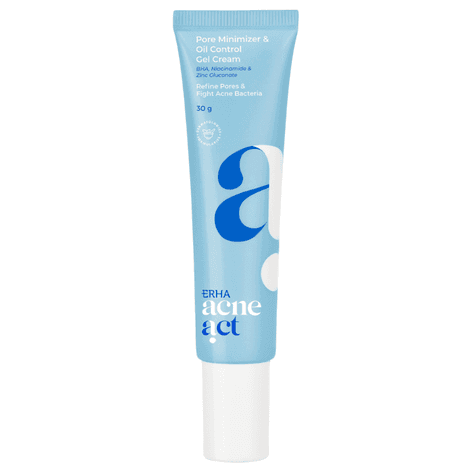 Pore Minimizer &
Oil Control
Gel Cream
BHA, Niacinamide &
Zinc Gluconate
Refine Pores &
Fight Acne Bacteria
30 g
a
ERHA
acne
act